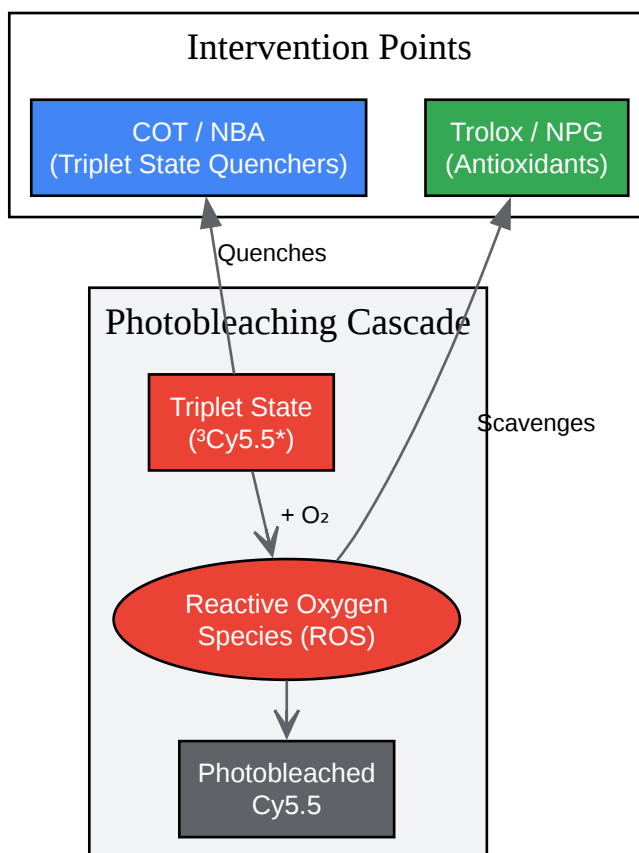 Intervention Points
COT / NBA
(Triplet State Quenchers)
Trolox / NPG
(Antioxidants)
Quenches
Photobleaching Cascade
Triplet State
(³Cy5.5*)
Scavenges
+ O₂
Reactive Oxygen
Species (ROS)
Photobleached
Cy5.5